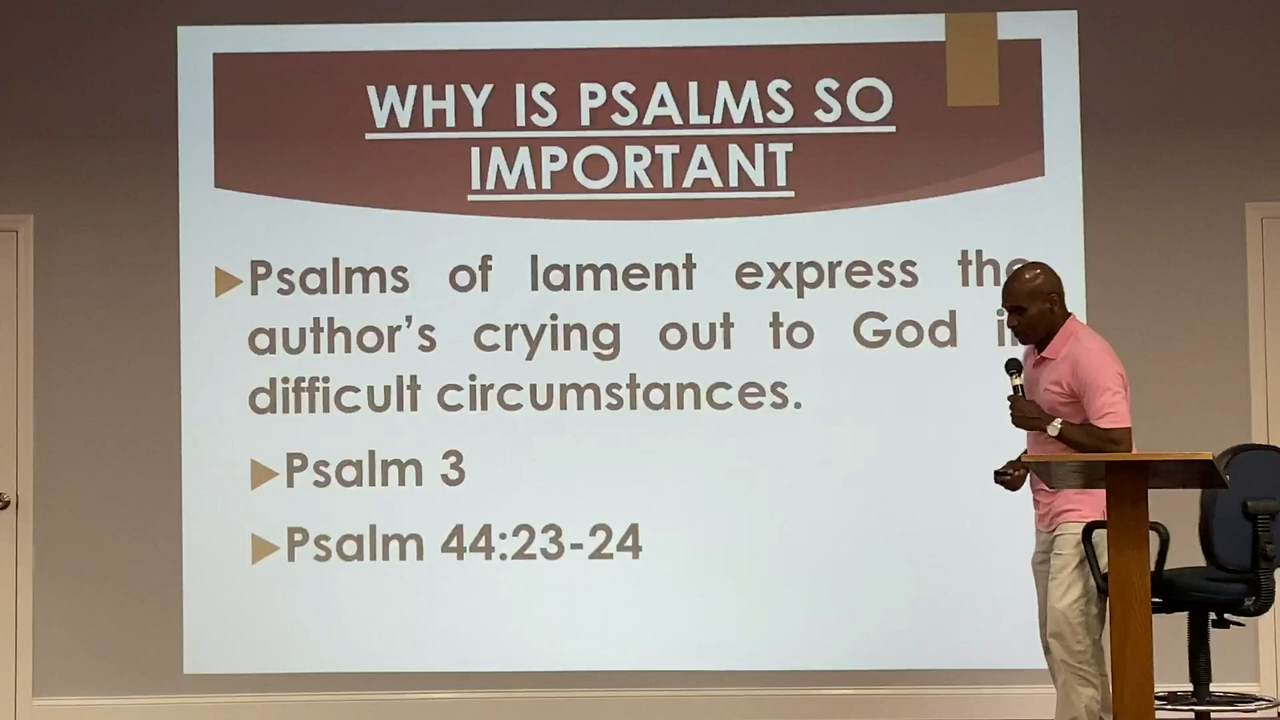 WHY IS PSALMS SO
IMPORTANT
Psalms of lament express the
author's crying out to God
difficult circumstances.
Psalm 3
Psalm 44:23-24